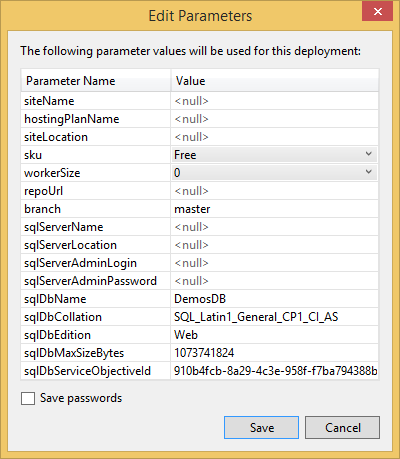 Edit Parameters
The following parameter values will be used for this deployment:
Parameter Name Value
siteName <null>
hostingPlanName <null>
siteLocation <null>
sku Free
workerSize 0
repoUrl <null>
branch master
sqlServerName <null>
sqlServerLocation <null>
sqlServerAdminLogin <null>
sqlServerAdminPassword <null>
sqlDbName DemosDB
sqlDbCollation SQL_Latin1_General_CP1_CI_AS
sqlDbEdition Web
sqlDbMaxSizeBytes 1073741824
sqlDbServiceObjectiveId 910b4fcb-8a29-4c3e-958f-f7ba794388b
Save passwords
Save Cancel